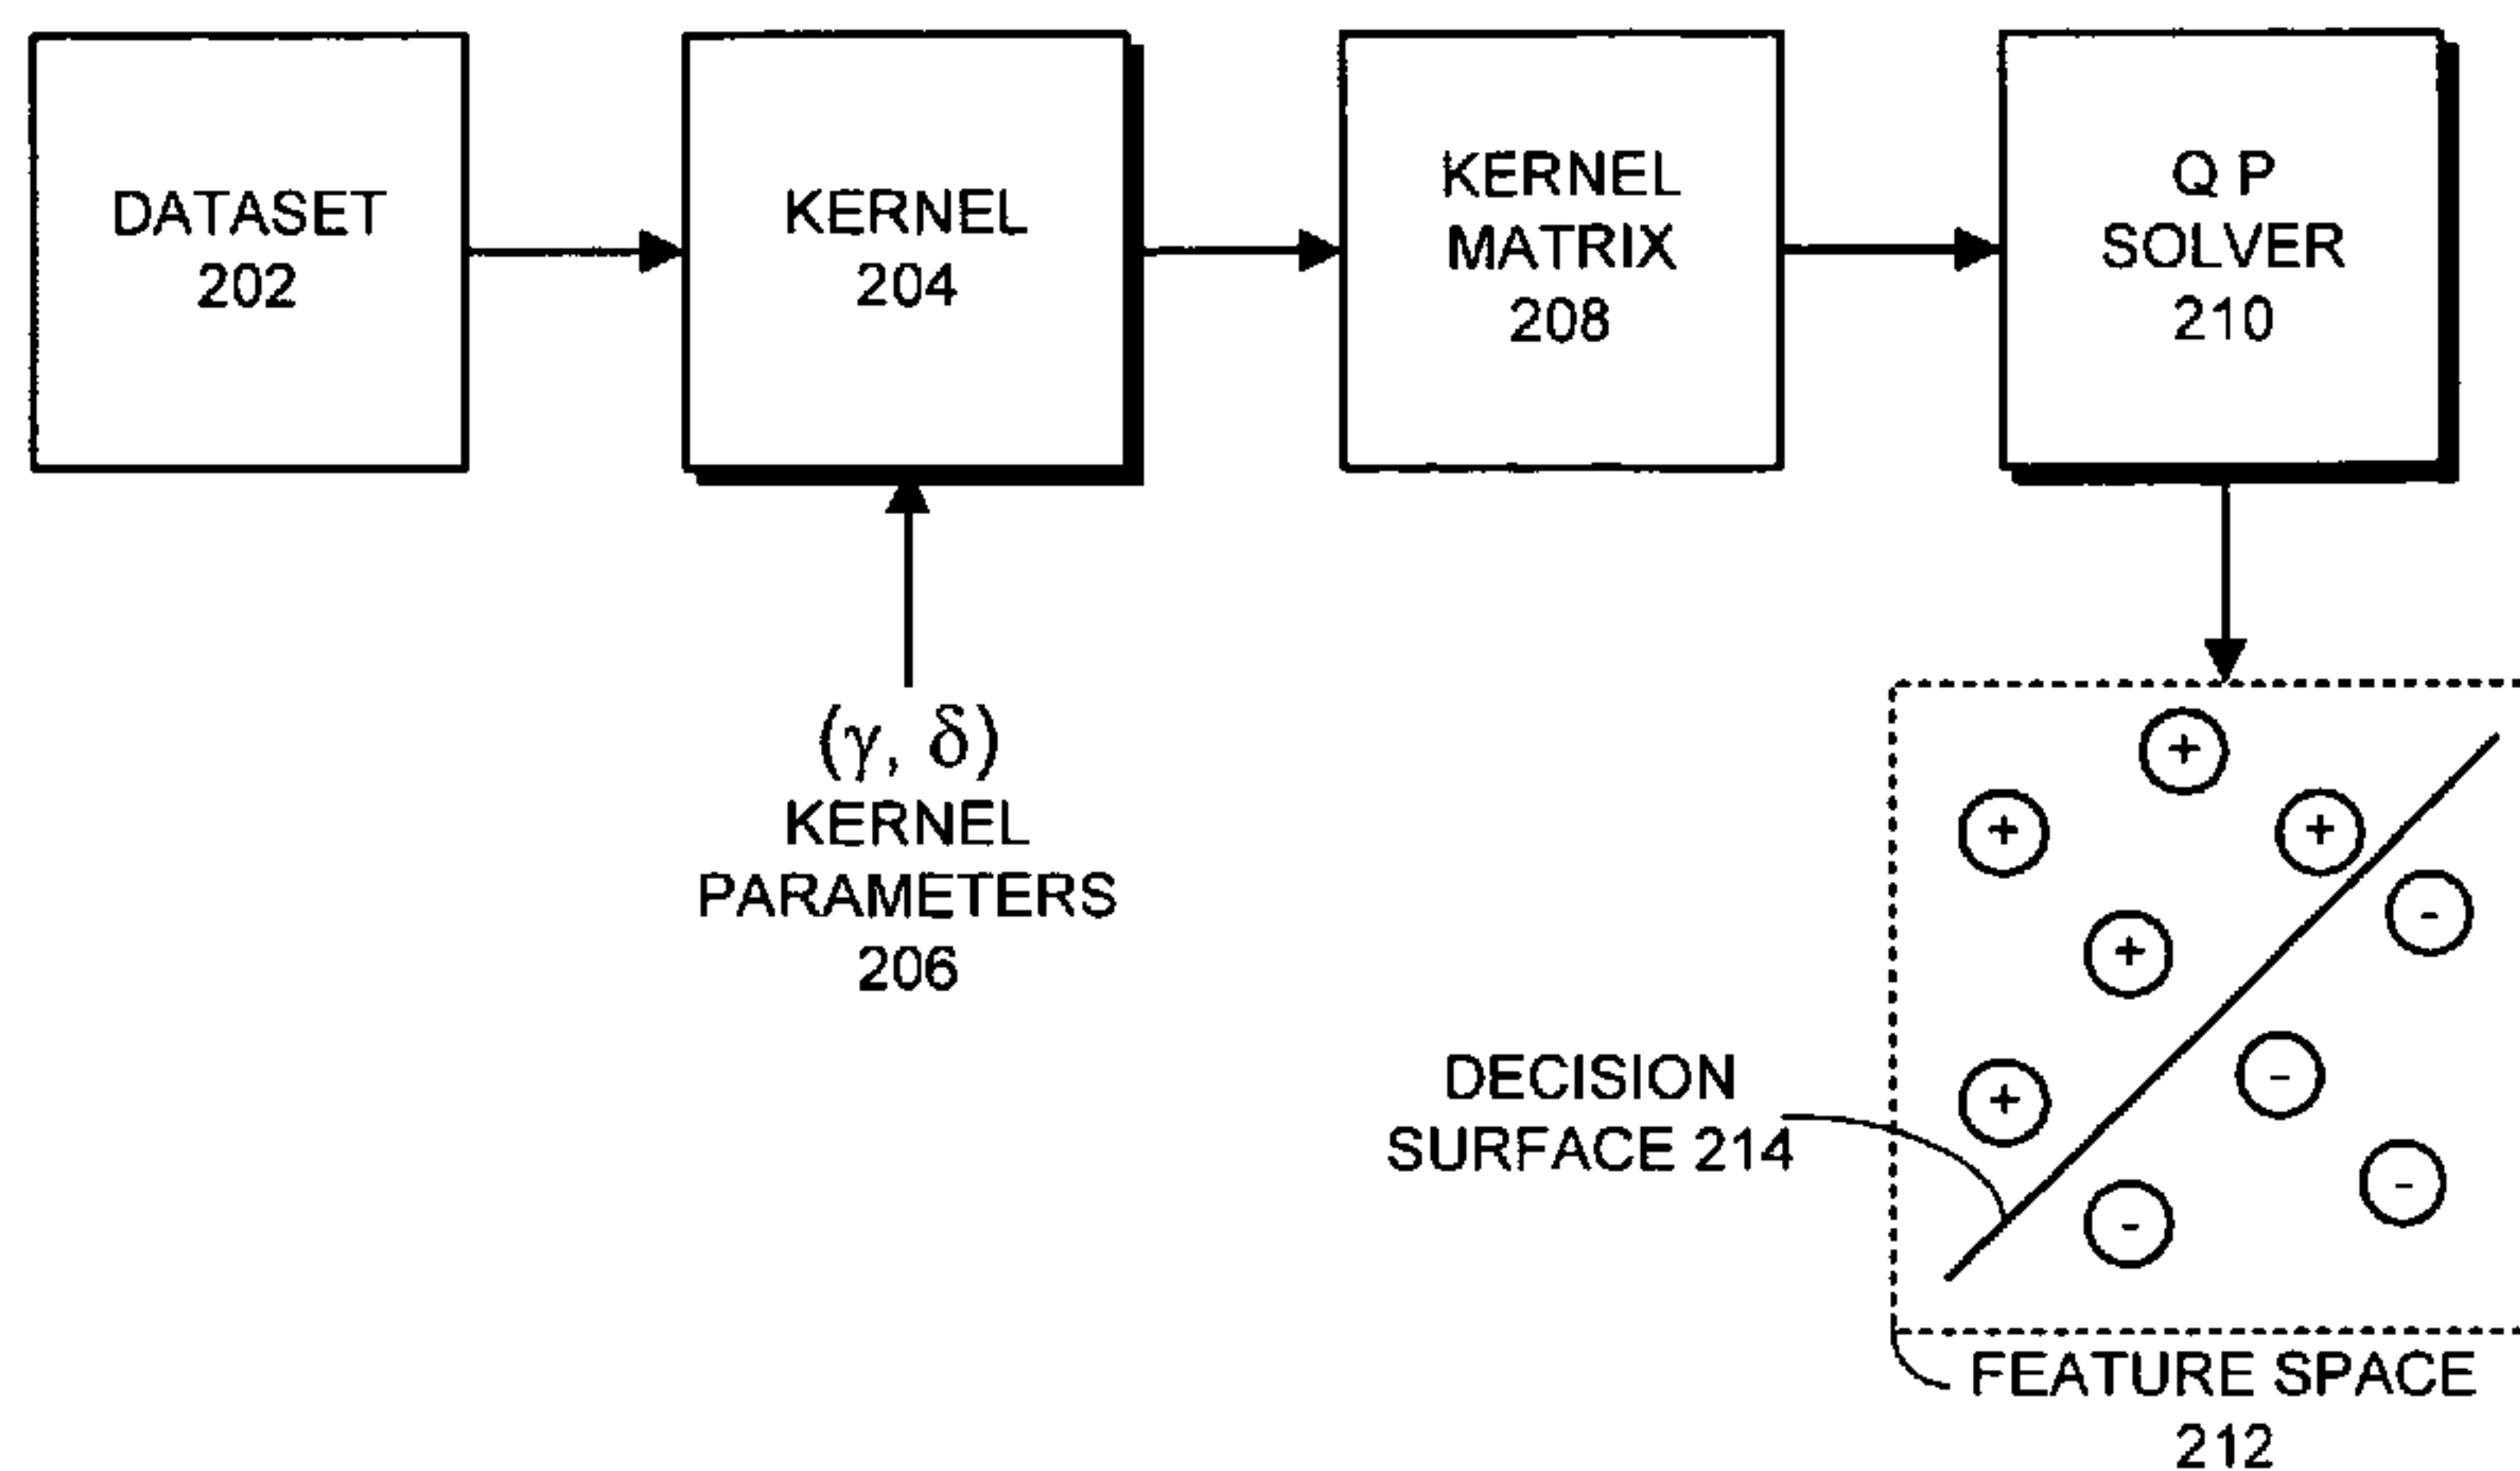 DATASET
202
KERNEL
204
KERNEL
MATRIX
208
Q P
SOLVER
210
(γ, δ)
KERNEL
PARAMETERS
206
+
+
+
-
+
DECISION
SURFACE 214
-
+
-
-
FEATURE SPACE
212